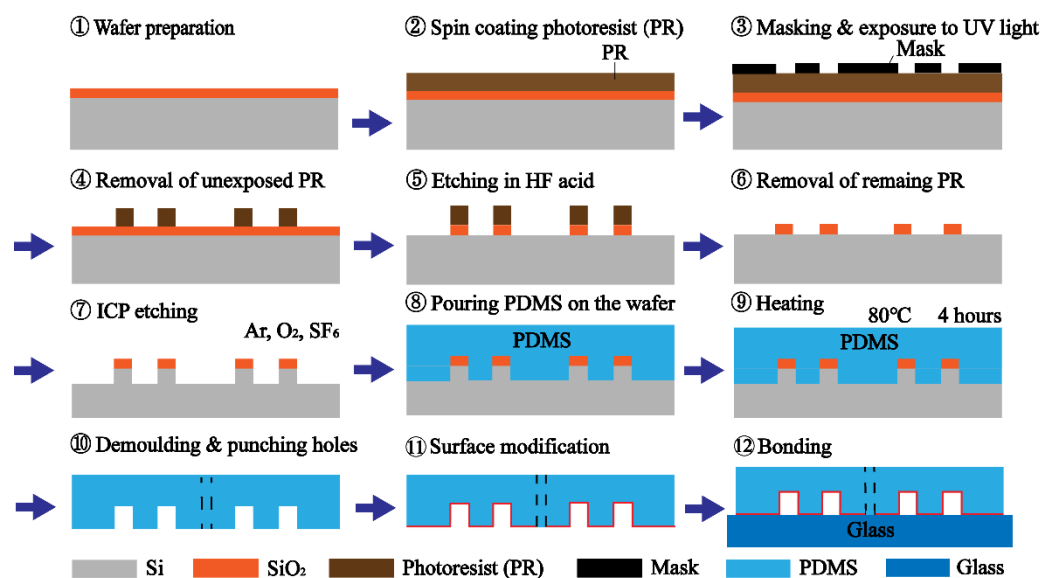 ① Wafer preparation
② Spin coating photoresist (PR)
PR
③ Masking & exposure to UV light
Mask
④ Removal of unexposed PR
⑤ Etching in HF acid
⑥ Removal of remaing PR
⑦ ICP etching
Ar, O₂, SF₆
⑧ Pouring PDMS on the wafer
PDMS
⑨ Heating
80℃ 4 hours
PDMS
⑩ Demoulding & punching holes
⑪ Surface modification
⑫ Bonding
Glass
Si SiO₂ Photoresist (PR) Mask PDMS Glass